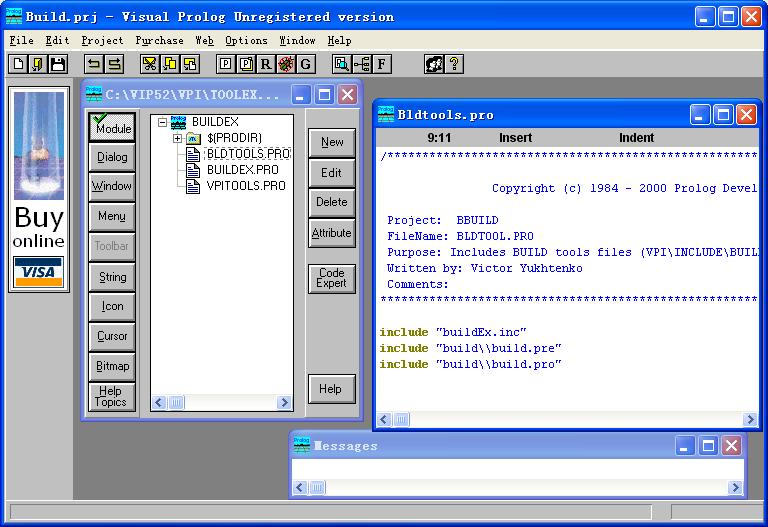 Build.prj - Visual Prolog Unregistered version
File Edit Project Purchase Web Options Window Help
P P R G F ?
Buy
online
VISA
Prolog C:\VIP52\VPI\TOOLEX...
Module
Dialog
Window
Menu
Toolbar
String
Icon
Cursor
Bitmap
Help
Topics
BUILDEX
$(PRODIR)
BLDTOOLS.PRO
BUILDEX.PRO
VPITOOLS.PRO
New
Edit
Delete
Attribute
Code
Expert
Help
Prolog Bldtools.pro
9:11 Insert Indent
/*********************************************************
Copyright (c) 1984 - 2000 Prolog Devel
Project: BBUILD
FileName: BLDTOOL.PRO
Purpose: Includes BUILD tools files (VPI\INCLUDE\BUIL
Written by: Victor Yukhtenko
Comments:
**********************************************************
include "buildEx.inc"
include "build\\build.pre"
include "build\\build.pro"
Prolog Messages